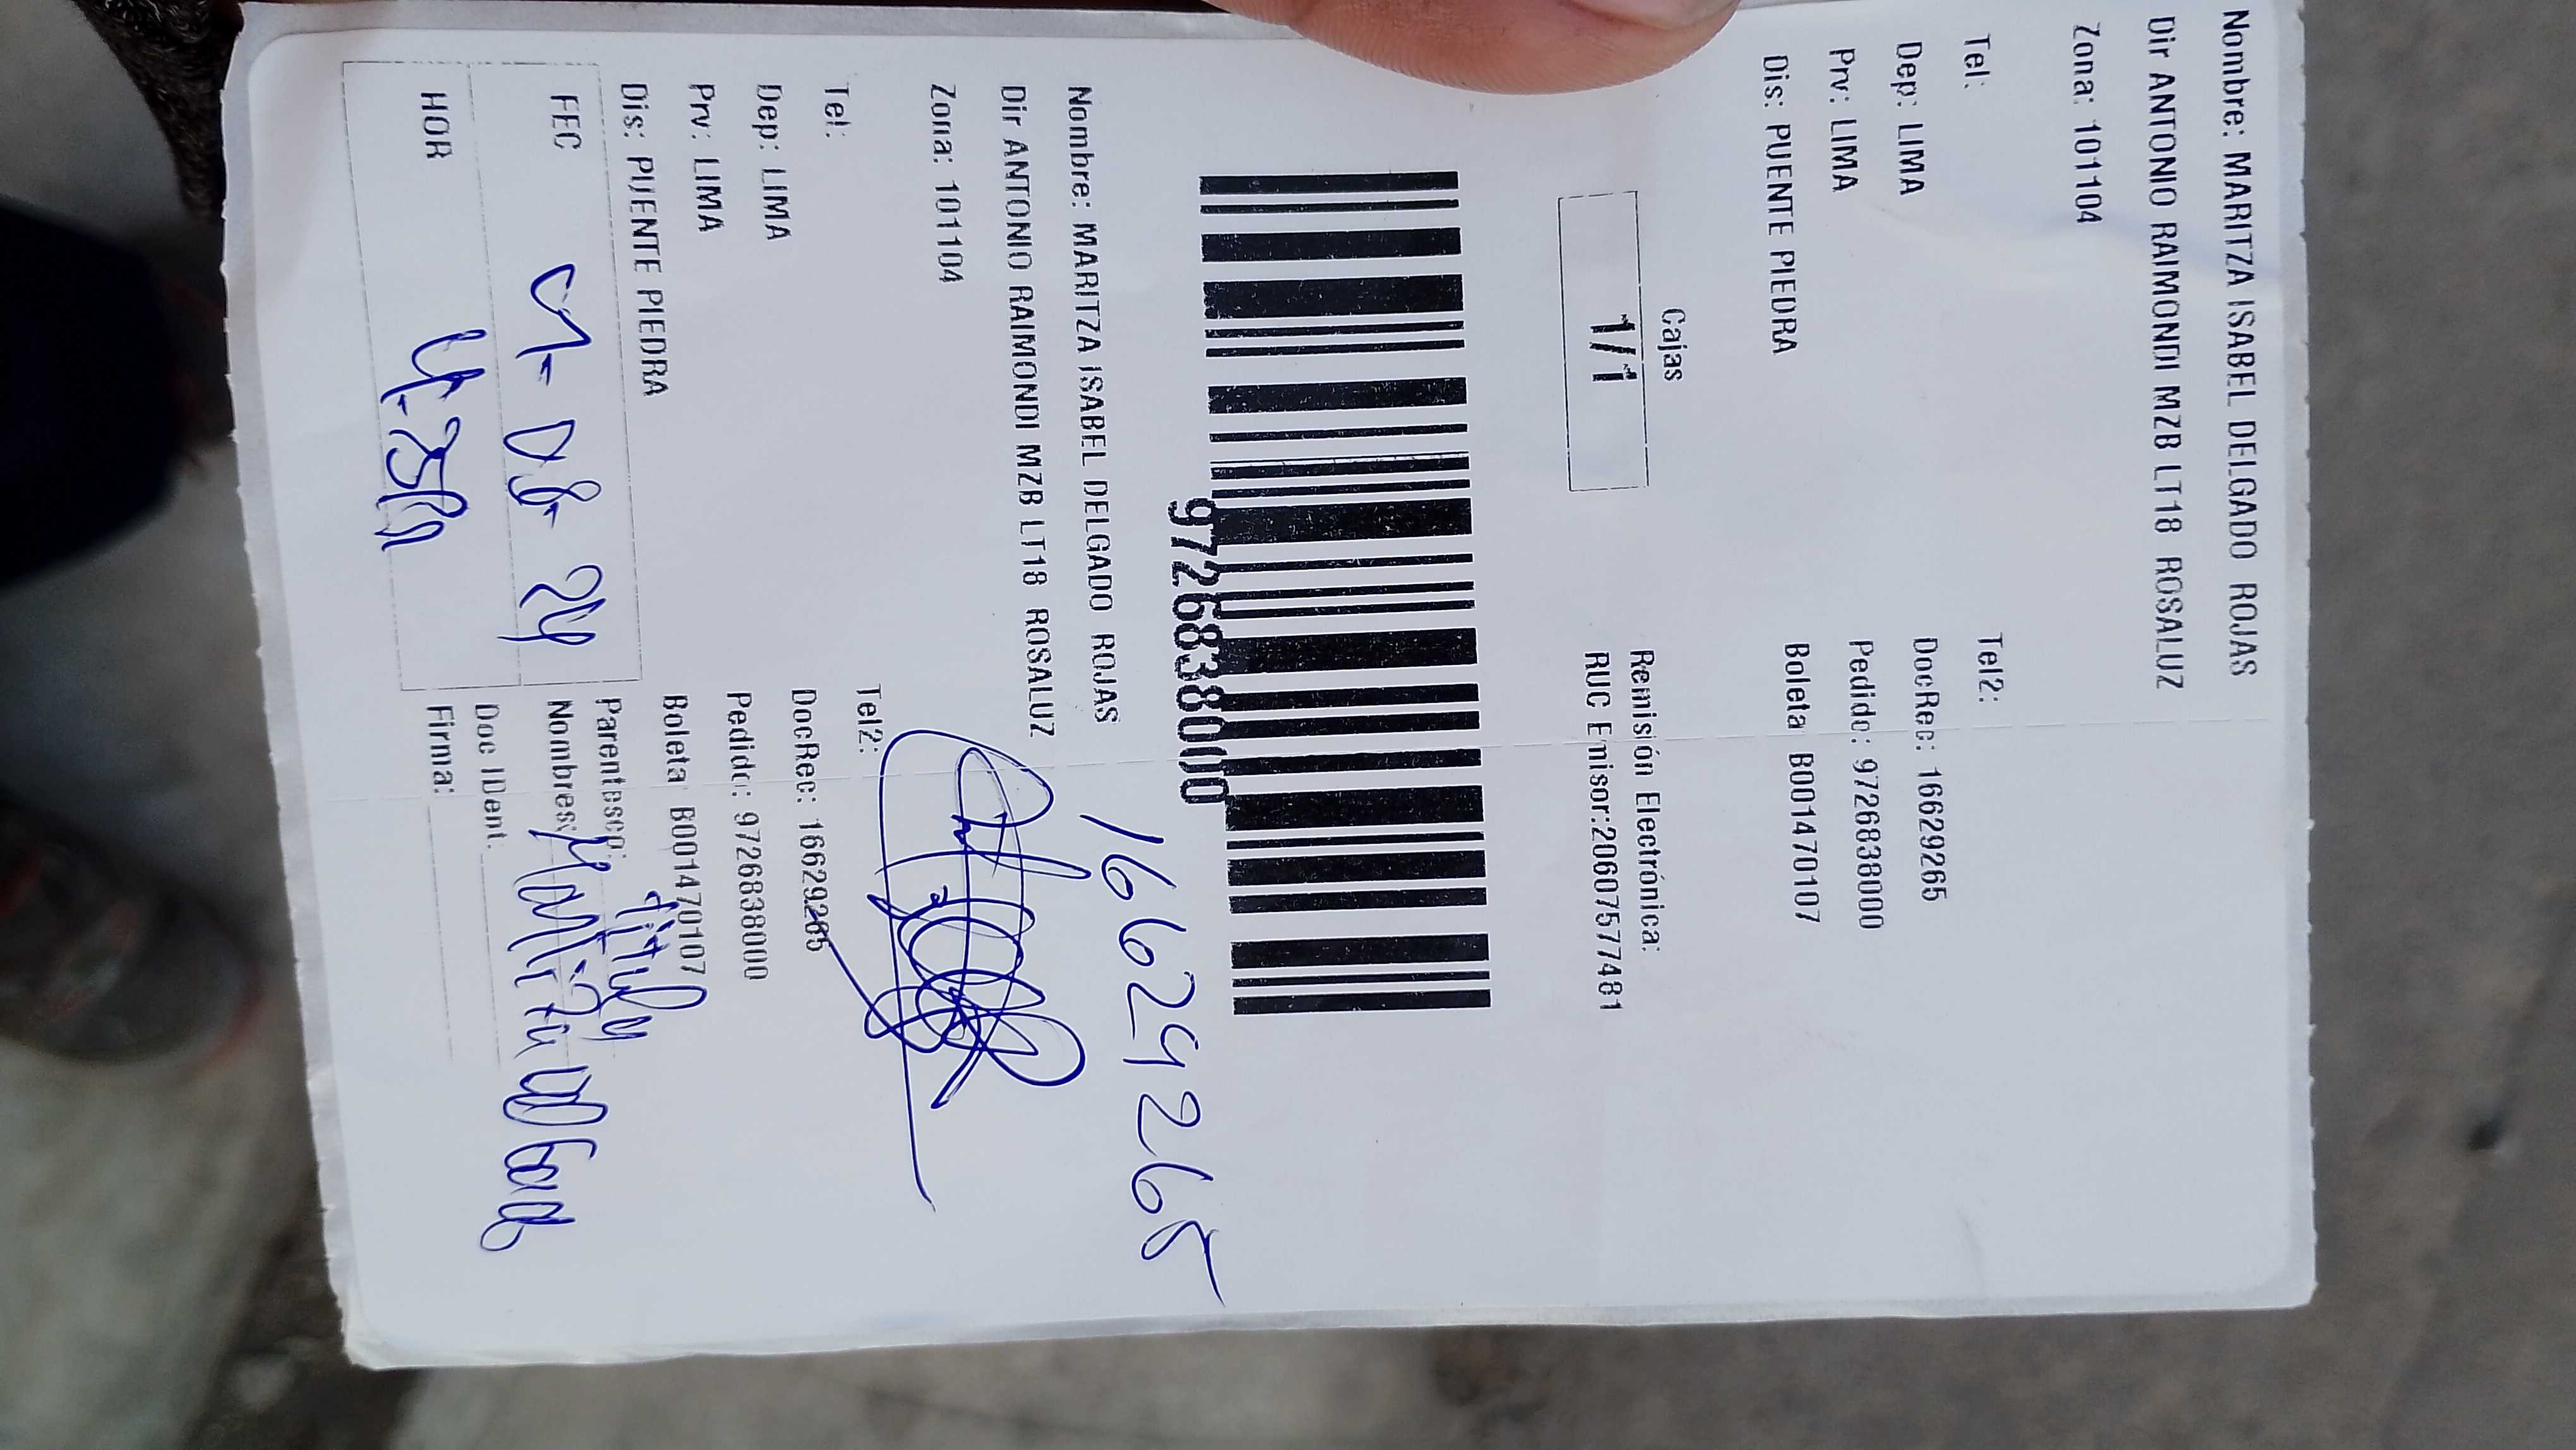 Nombre: MARITZA ISABEL DELGADO ROJAS
Dir ANTONIO RAIMONDI MZB LT18 ROSALUZ
Zona: 101104
Tel: Tel2:
Dep: LIMA DocRec: 16629265
Prv: LIMA Pedido: 9726838000
Dis: PUENTE PIEDRA Boleta B001470107
Cajas
1/1
Remisión Electrónica:
RUC Emisor:20607577481
9726838000
16629265
Nombre: MARITZA ISABEL DELGADO ROJAS
Dir ANTONIO RAIMONDI MZB LT18 ROSALUZ
Zona: 101104
Tel: Tel2:
Dep: LIMA DocRec: 16629265
Prv: LIMA Pedido: 9726838000
Dis: PUENTE PIEDRA Boleta B001470107
FEC 24
Parentesco:
Nombres: Maritza
HOR
Doc IDent.
Firma: